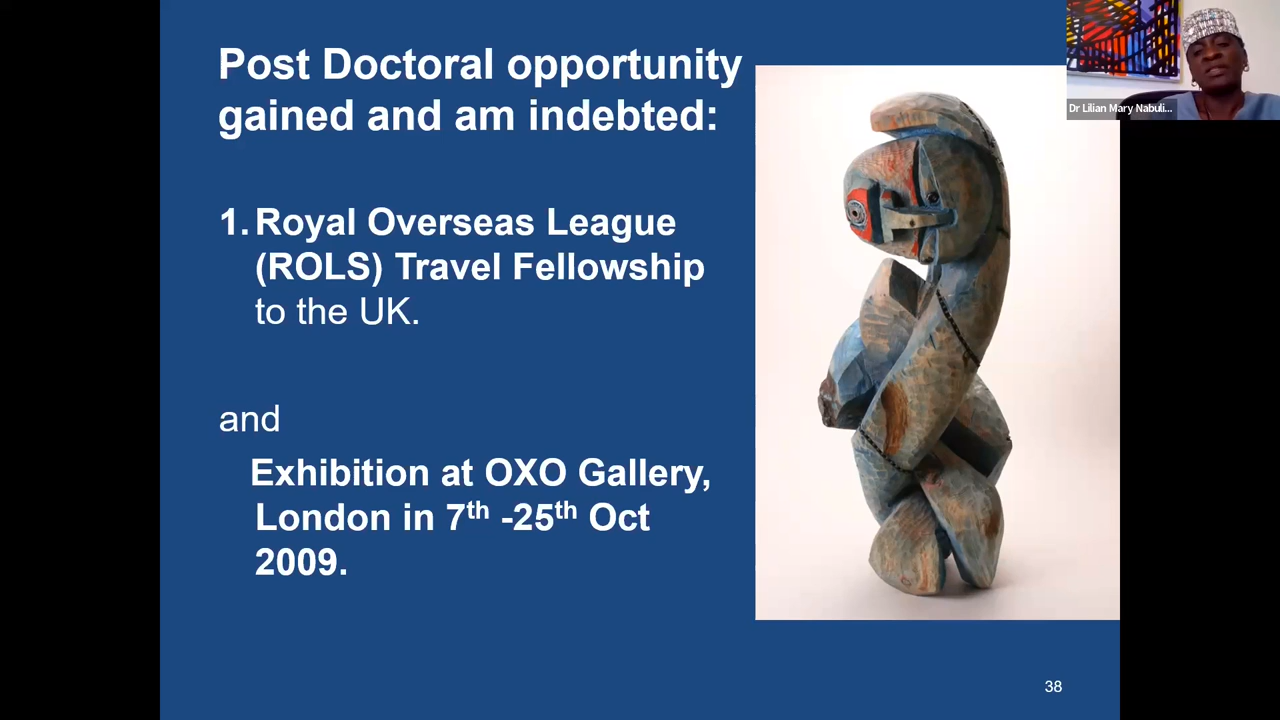 Post Doctoral opportunity
gained and am indebted:
1. Royal Overseas League
(ROLS) Travel Fellowship
to the UK.
and
Exhibition at OXO Gallery,
London in 7th -25th Oct
2009.
Dr Lilian Mary Nabuli...
38